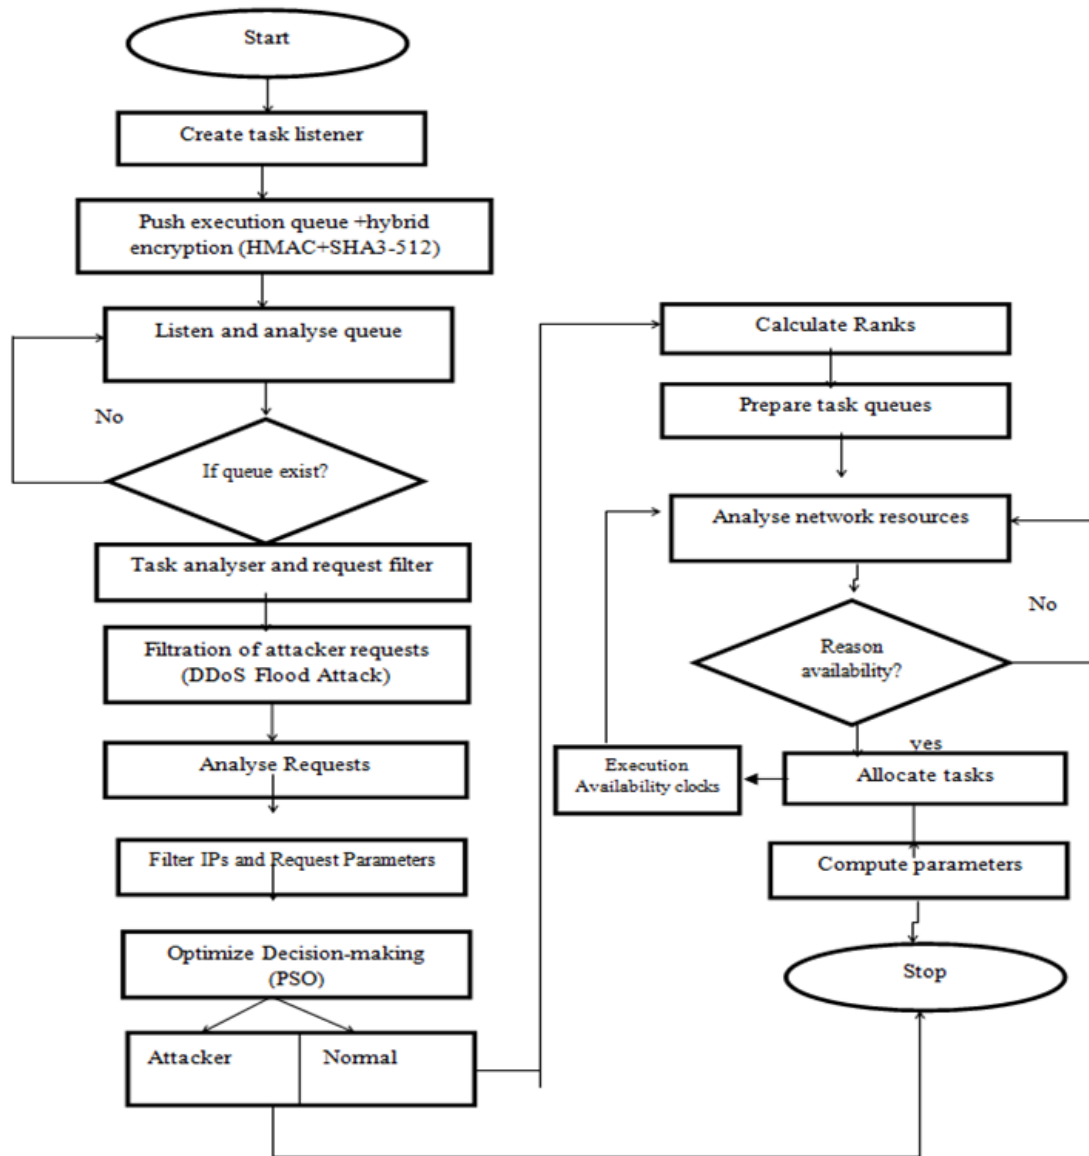 Start
Create task listener
Push execution queue +hybrid
encryption (HMAC+SHA3-512)
Listen and analyse queue
No
If queue exist?
Task analyser and request filter
Filtration of attacker requests
(DDoS Flood Attack)
Analyse Requests
Filter IPs and Request Parameters
Optimize Decision-making
(PSO)
Attacker
Normal
Calculate Ranks
Prepare task queues
Analyse network resources
No
Reason
availability?
yes
Execution
Availability clocks
Allocate tasks
Compute parameters
Stop